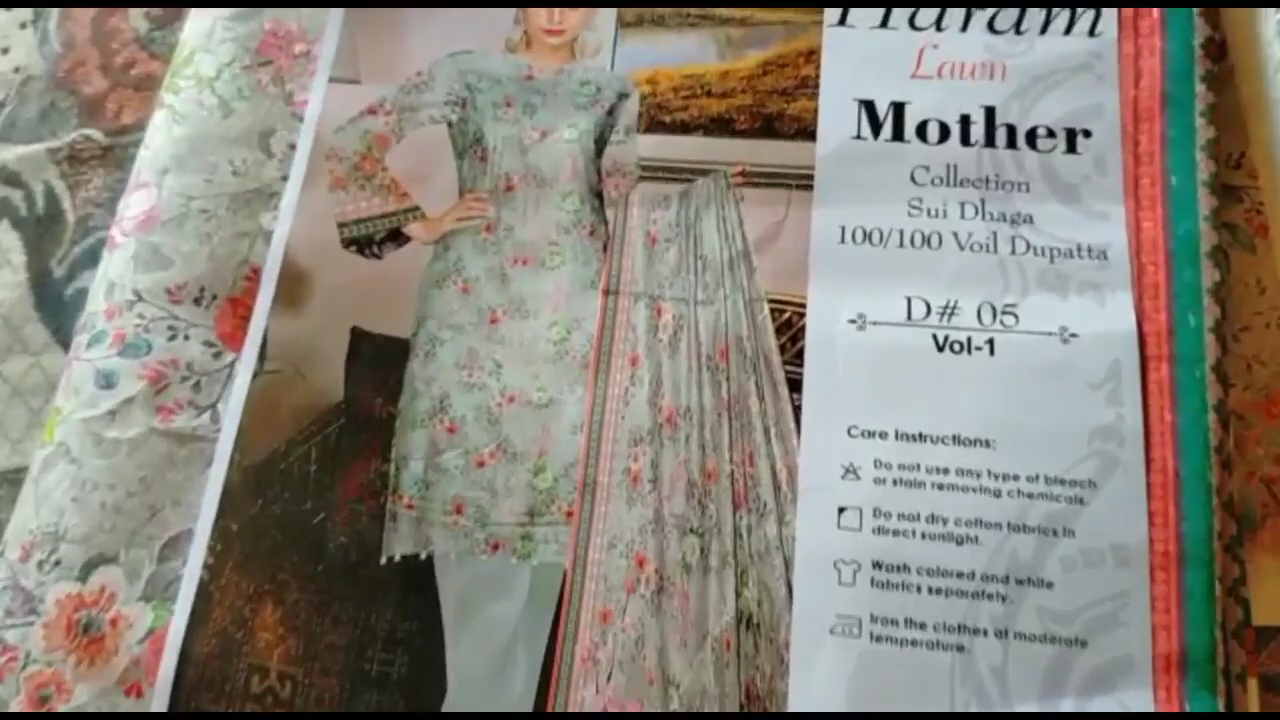 Haram
Lawn
Mother
Collection
Sui Dhaga
100/100 Voil Dupatta
D# 05
Vol-1
Care Instructions:
Do not use any type of bleach
or stain removing chemicals.
Do not dry cotton fabrics in
direct sunlight.
Wash colored and white
fabrics separately.
Iron the clothes at moderate
temperature.